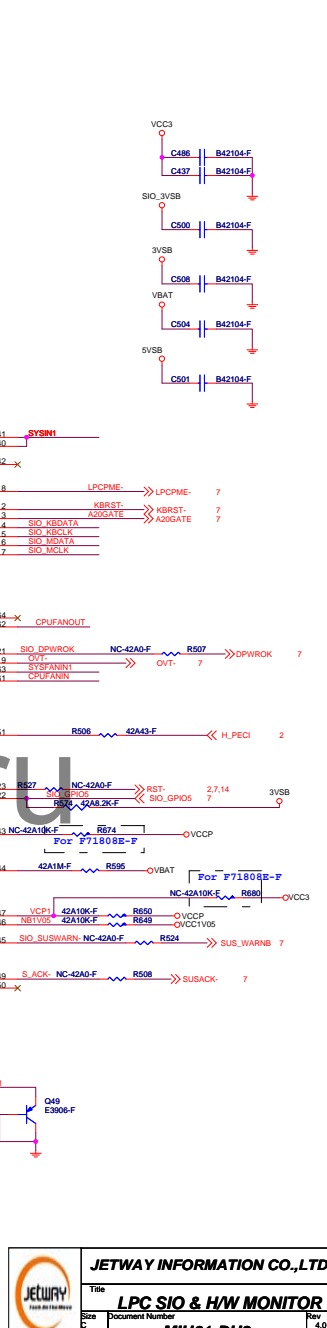 VCC3
C486 B42104-F
C437 B42104-F
SIO_3VSB
C500 B42104-F
3VSB
C508 B42104-F
VBAT
C504 B42104-F
5VSB
C501 B42104-F
SYSIN1
LPCPME- LPCPME- 7
KBRST- KBRST- 7
A20GATE A20GATE 7
SIO_KBDATA
SIO_KBCLK
SIO_MDATA
SIO_MCLK
CPUFANOUT
SIO_DPWROK NC-42A0-F R507 DPWROK 7
OVT- OVT- 7
SYSFANIN1
CPUFANIN
R506 42A43-F H_PECI 2
R527 NC-42A0-F RST- 2,7,14
SIO_GPIO5 SIO_GPIO5 7
R574 42A8.2K-F 3VSB
NC-42A10K-F R674 VCCP
For F71808E-F
42A1M-F R595 VBAT
For F71808E-F
NC-42A10K-F R680 VCC3
VCP1 42A10K-F R650 VCCP
NB1V05 42A10K-F R649 VCC1V05
SIO_SUSWARN- NC-42A0-F R524 SUS_WARNB 7
S_ACK- NC-42A0-F R508 SUSACK- 7
Q49
E3906-F
JETWAY
JETWAY INFORMATION CO.,LTD
Title
LPC SIO & H/W MONITOR
Size Document Number Rev
C 4.0
ru